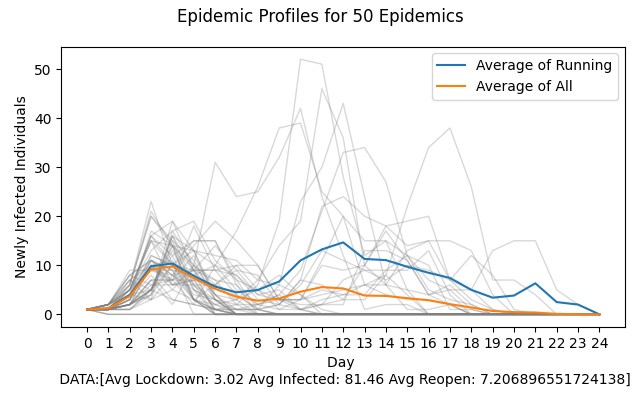 Epidemic Profiles for 50 Epidemics
Average of Running
Average of All
Newly Infected Individuals
50
40
30
20
10
0
0 1 2 3 4 5 6 7 8 9 10 11 12 13 14 15 16 17 18 19 20 21 22 23 24
Day
DATA:[Avg Lockdown: 3.02 Avg Infected: 81.46 Avg Reopen: 7.206896551724138]